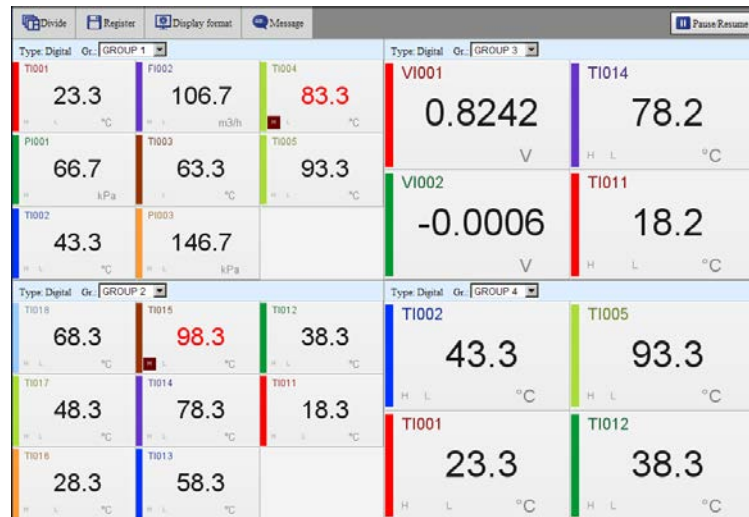 Divide Register Display format Message Pause/Resume
Type: Digital Gr.: GROUP 1
TI001 FI002 TI004
23.3 106.7 83.3
H L °C H L m3/h H L °C
PI001 TI003 TI005
66.7 63.3 93.3
H kPa L °C H L °C
TI002 PI003
43.3 146.7
H L °C H L kPa
Type: Digital Gr.: GROUP 3
VI001 TI014
0.8242 78.2
V H L °C
VI002 TI011
-0.0006 18.2
V H L °C
Type: Digital Gr.: GROUP 2
TI018 TI015 TI012
68.3 98.3 38.3
H L °C H L °C H L °C
TI017 TI014 TI011
48.3 78.3 18.3
H L °C H L °C H L °C
TI016 TI013
28.3 58.3
H L °C H L °C
Type: Digital Gr.: GROUP 4
TI002 TI005
43.3 93.3
H L °C H L °C
TI001 TI012
23.3 38.3
H L °C H L °C